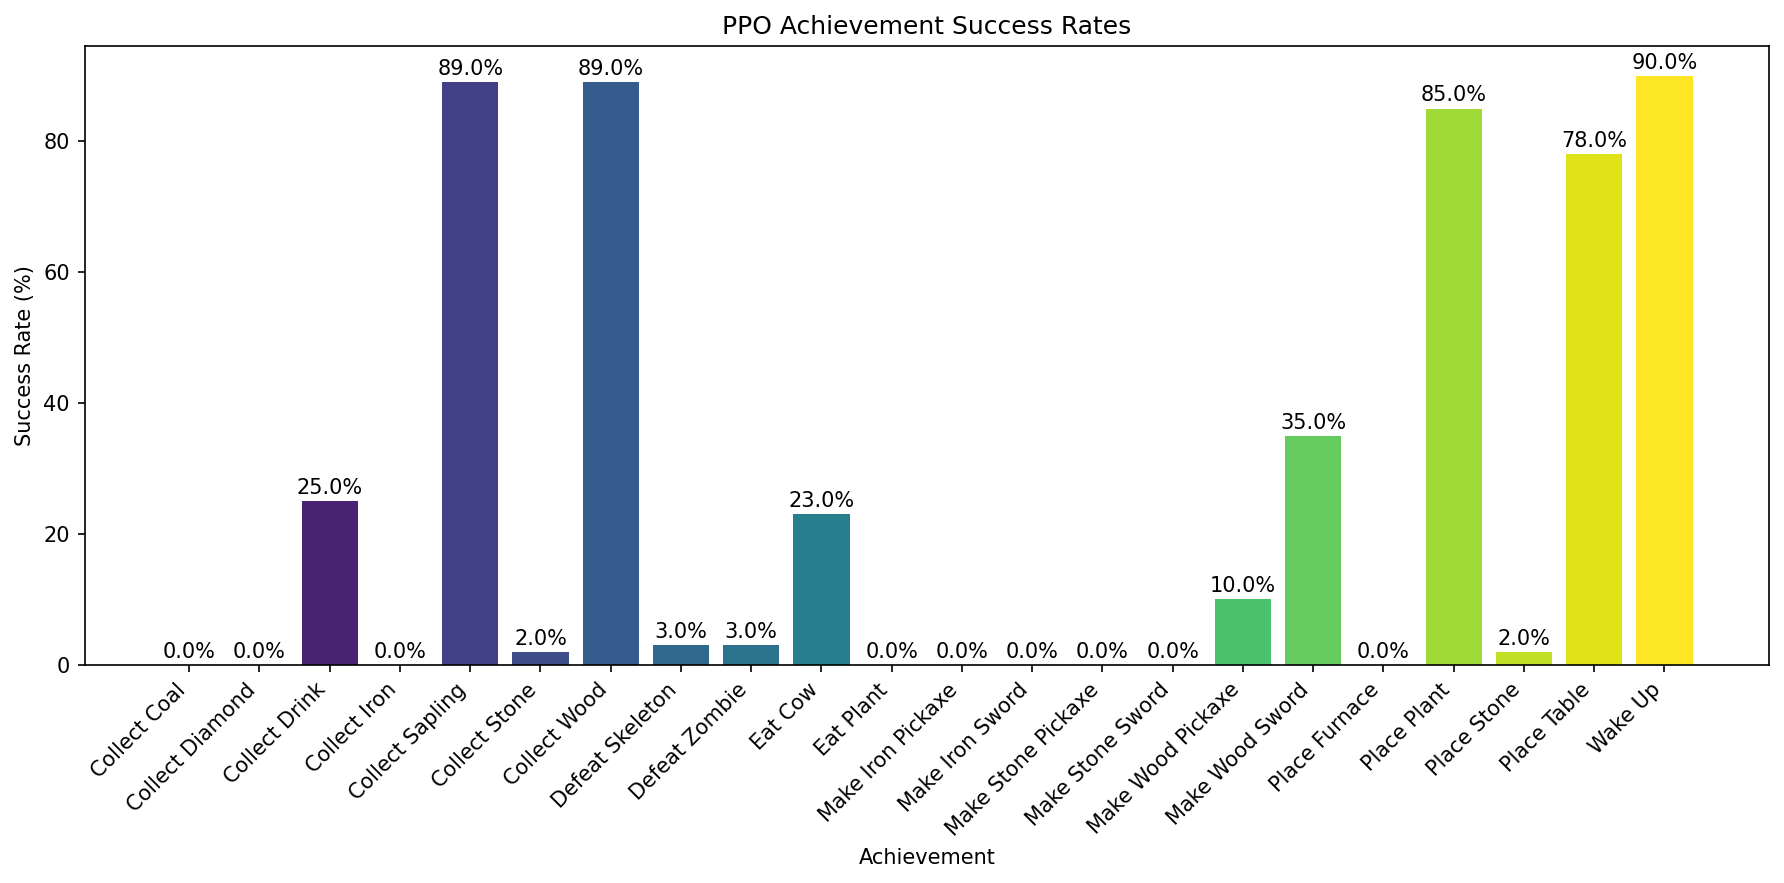 PPO Achievement Success Rates
Success Rate (%)
80
60
40
20
0
0.0%
0.0%
25.0%
0.0%
89.0%
2.0%
89.0%
3.0%
3.0%
23.0%
0.0%
0.0%
0.0%
0.0%
0.0%
10.0%
35.0%
0.0%
85.0%
2.0%
78.0%
90.0%
Collect Coal
Collect Diamond
Collect Drink
Collect Iron
Collect Sapling
Collect Stone
Collect Wood
Defeat Skeleton
Defeat Zombie
Eat Cow
Eat Plant
Make Iron Pickaxe
Make Iron Sword
Make Stone Pickaxe
Make Stone Sword
Make Wood Pickaxe
Make Wood Sword
Place Furnace
Place Plant
Place Stone
Place Table
Wake Up
Achievement